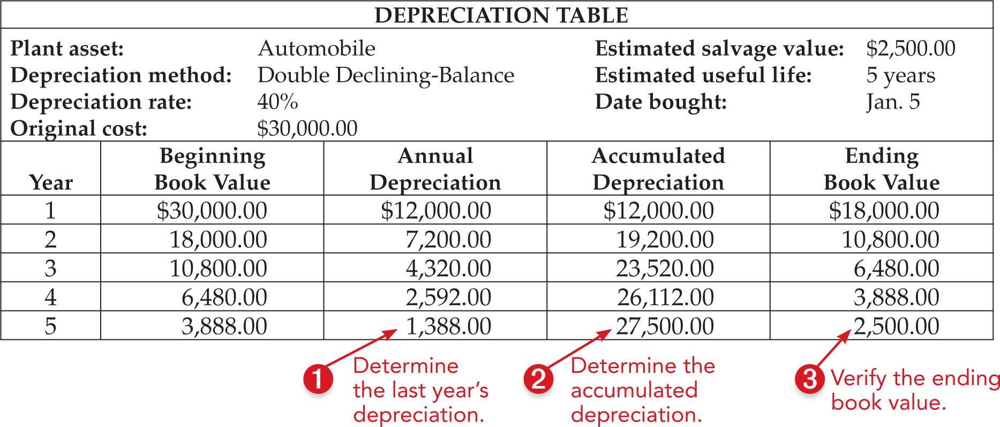 DEPRECIATION TABLE
Plant asset: Automobile Estimated salvage value: $2,500.00
Depreciation method: Double Declining-Balance Estimated useful life: 5 years
Depreciation rate: 40% Date bought: Jan. 5
Original cost: $30,000.00
Beginning Annual Accumulated Ending
Year Book Value Depreciation Depreciation Book Value
1 $30,000.00 $12,000.00 $12,000.00 $18,000.00
2 18,000.00 7,200.00 19,200.00 10,800.00
3 10,800.00 4,320.00 23,520.00 6,480.00
4 6,480.00 2,592.00 26,112.00 3,888.00
5 3,888.00 1,388.00 27,500.00 2,500.00
1 Determine
the last year's
depreciation.
2 Determine the
accumulated
depreciation.
3 Verify the ending
book value.